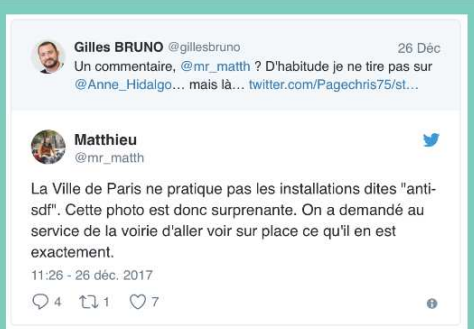 Gilles BRUNO @gillesbruno 26 Déc
Un commentaire, @mr_matth ? D'habitude je ne tire pas sur
@Anne_Hidalgo… mais là… twitter.com/Pagechris75/st…
Matthieu
@mr_matth
La Ville de Paris ne pratique pas les installations dites "anti-
sdf". Cette photo est donc surprenante. On a demandé au
service de la voirie d'aller voir sur place ce qu'il en est
exactement.
11:26 - 26 déc. 2017
4 1 7